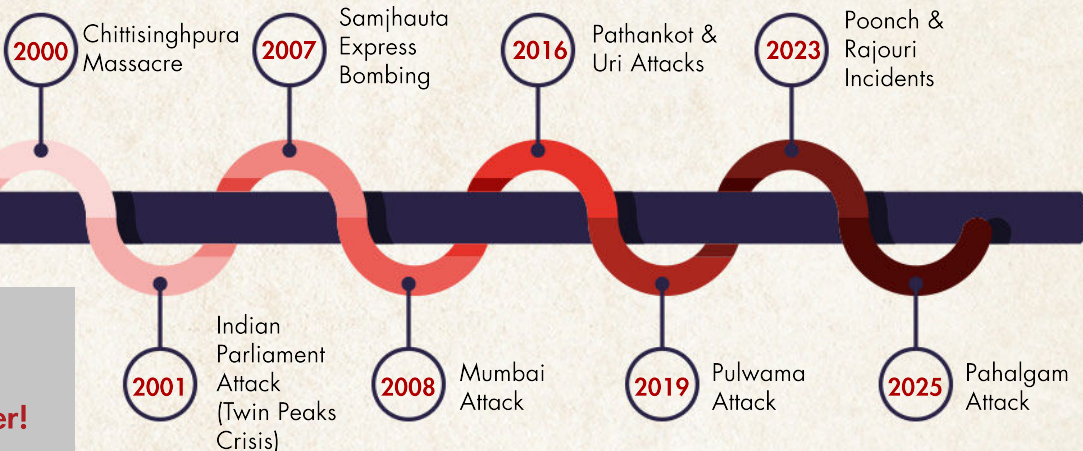 2000
Chittisinghpura
Massacre
2007
Samjhauta
Express
Bombing
2016
Pathankot &
Uri Attacks
2023
Poonch &
Rajouri
Incidents
er!
2001
Indian
Parliament
Attack
(Twin Peaks
Crisis)
2008
Mumbai
Attack
2019
Pulwama
Attack
2025
Pahalgam
Attack